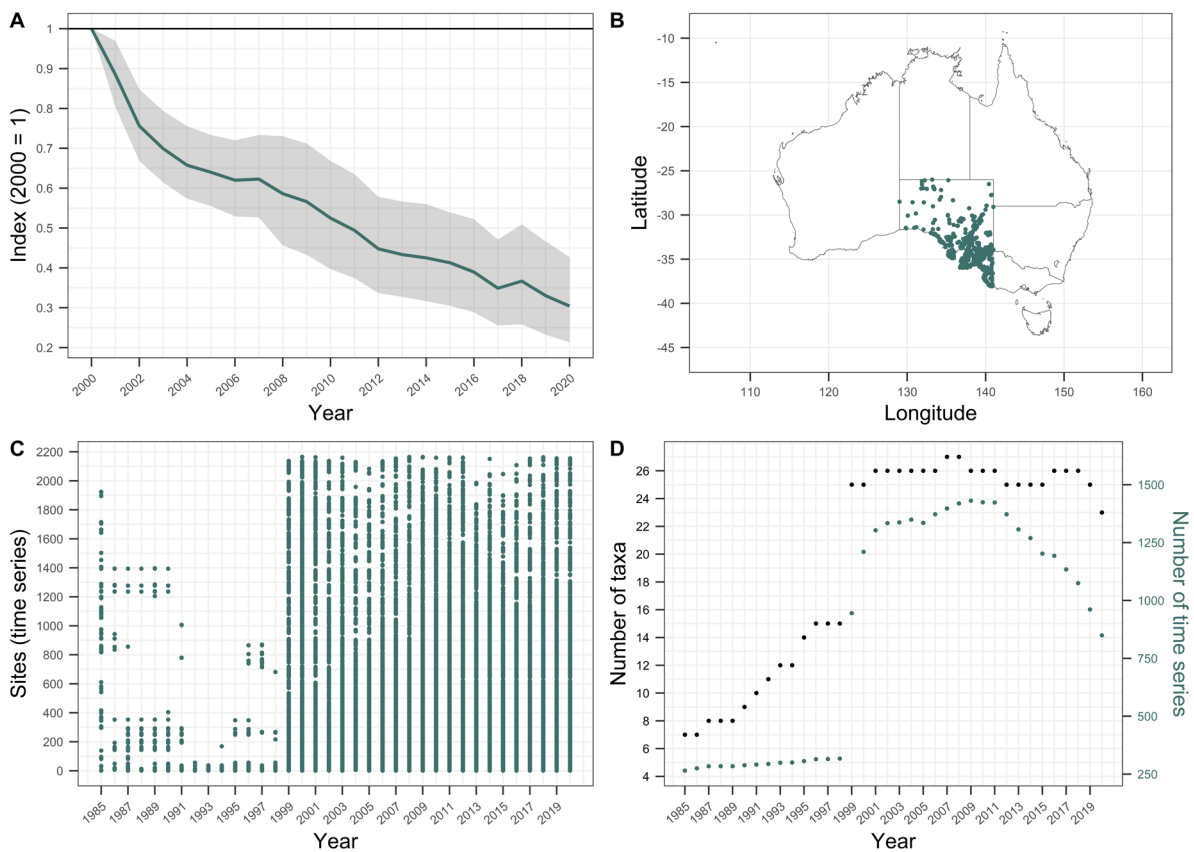 A
Index (2000 = 1)
1
0.9
0.8
0.7
0.6
0.5
0.4
0.3
0.2
2000 2002 2004 2006 2008 2010 2012 2014 2016 2018 2020
Year
B
Latitude
-10
-15
-20
-25
-30
-35
-40
-45
110 120 130 140 150 160
Longitude
C
Sites (time series)
2200
2000
1800
1600
1400
1200
1000
800
600
400
200
0
1985 1987 1989 1991 1993 1995 1997 1999 2001 2003 2005 2007 2009 2011 2013 2015 2017 2019
Year
D
Number of taxa
26
24
22
20
18
16
14
12
10
8
6
4
1985 1987 1989 1991 1993 1995 1997 1999 2001 2003 2005 2007 2009 2011 2013 2015 2017 2019
Year
1500
1250
1000
750
500
250
Number of time series